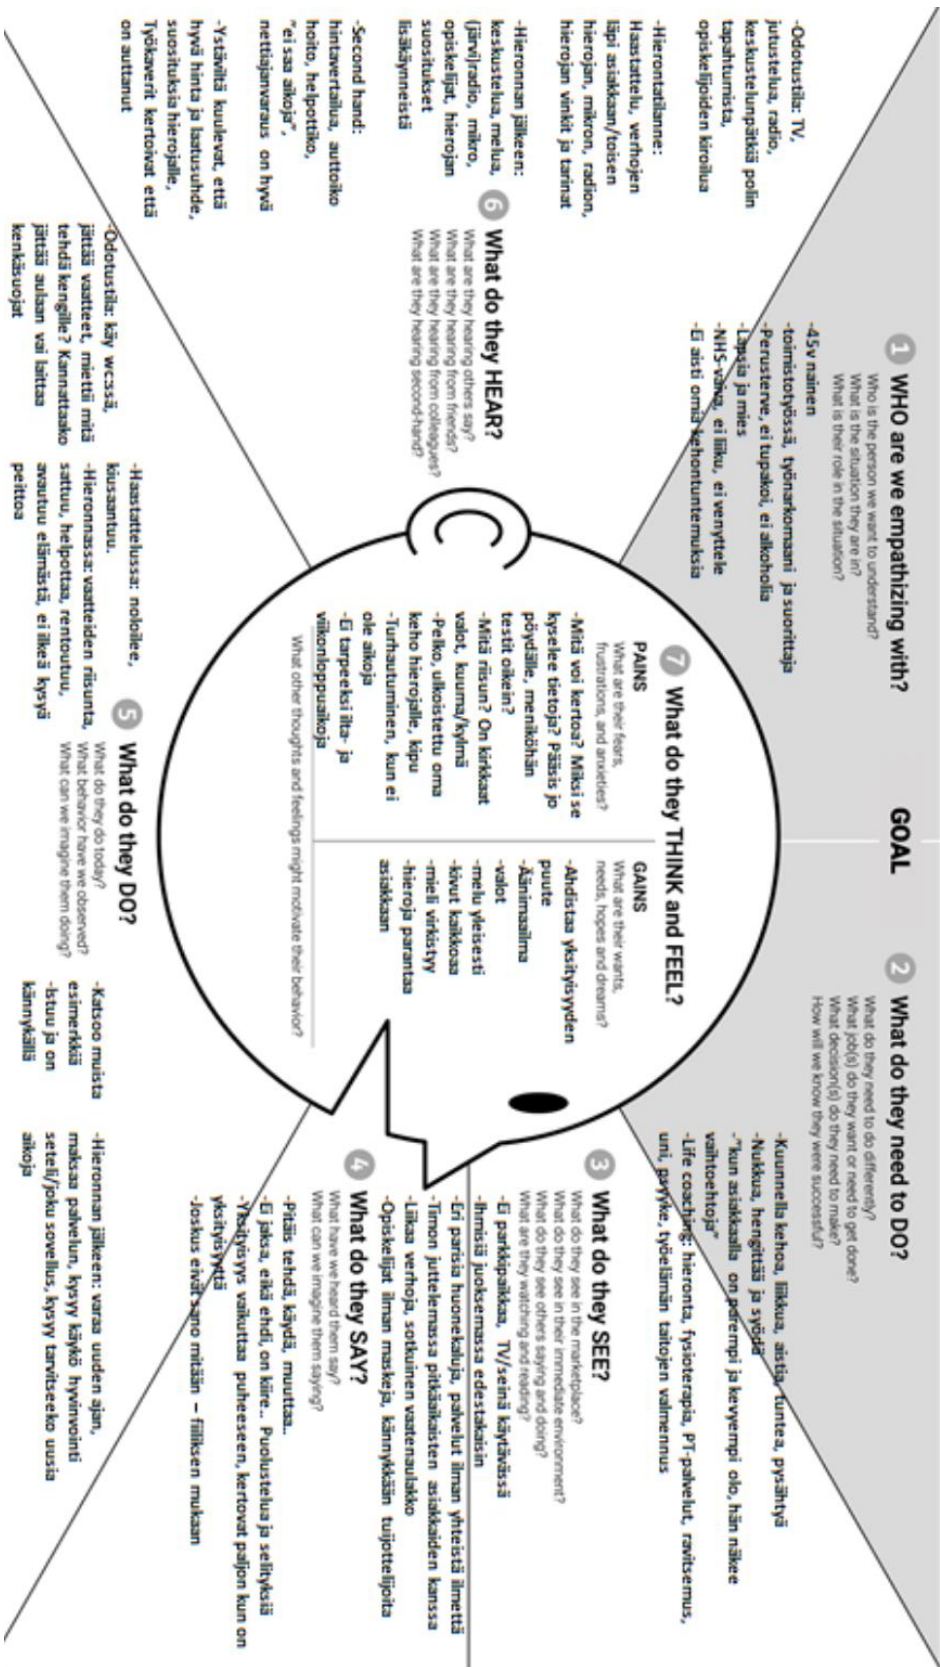 GOAL
1 WHO are we empathizing with?
Who is the person we want to understand?
What is the situation they are in?
What is their role in the situation?
-45v nainen
-toimistotyössä, työnarkomaani ja suorittaja
-Perusterve, ei tupakoi, ei alkoholia
-Lapsia ja mies
-NHS-vaiva, ei liiku, ei venyttele
-Ei aisti omia kehontuntemuksia
2 What do they need to DO?
What do they need to do differently?
What job(s) do they want or need to get done?
What decision(s) do they need to make?
How will we know they were successful?
-Kuunnella kehoa, liikkua, aistia, tuntea, pysähtyä
-Nukkua, hengittää ja syödä
-"kun asiakkaalla on parempi ja kevyempi olo, hän näkee
vaihtoehtoja"
-Life coaching: hieronta, fysioterapia, PT-palvelut, ravitsemus,
uni, psyyke, työelämän taitojen valmennus
3 What do they SEE?
What do they see in the marketplace?
What do they see in their immediate environment?
What do they see others saying and doing?
What are they watching and reading?
-Ei parkkipaikkaa, TV/seinä käytävässä
-Ihmisiä juoksemassa edestakaisin
-Eri parisia huonekaluja, palvelut ilman yhteistä ilmettä
-Timon juttelemassa pitkäaikaisten asiakkaiden kanssa
-Liikaa verhoja, sotkuinen vaatenaulakko
-Opiskelijat ilman maskeja, kännykkään tuijottelijoita
4 What do they SAY?
What have we heard them say?
What can we imagine them saying?
-Pitäis tehdä, käydä, muuttaa..
-Ei jaksa, eikä ehdi, on kiire... Puolustelua ja selityksiä
-Yksityisyys vaikuttaa puheeseen, kertovat paljon kun on
yksityisyyttä
-Joskus eivät sano mitään – fiiliksen mukaan
5 What do they DO?
What do they do today?
What behavior have we observed?
What can we imagine them doing?
-Odotustila: käy wc:ssä,
jättää vaatteet, miettii mitä
tehdä kengille? Kannattaako
jättää aulaan vai laittaa
kenkäsuojat
-Haastattelussa: noloilee,
kiusaantuu.
-Hieronnassa: vaatteiden riisunta,
sattuu, helpottaa, rentoutuu,
avautuu elämästä, ei ilkeä kysyä
peittoa
-Katsoo muista
esimerkkiä
-Istuu ja on
kännykällä
-Hieronnan jälkeen: varaa uuden ajan,
maksaa palvelun, kysyy käykö hyvinvointi
seteli/joku sovellus, kysyy tarvitseeko uusia
aikoja
6 What do they HEAR?
What are they hearing others say?
What are they hearing from friends?
What are they hearing from colleagues?
What are they hearing second-hand?
-Odotustila: TV,
jutustelua, radio,
keskustelunpätkiä polin
tapahtumista,
opiskelijoiden kiroilua
-Hierontatilanne:
Haastattelu, verhojen
läpi asiakkaan/toisen
hierojan, mikron, radion,
hierojan vinkit ja tarinat
-Hieronnan jälkeen:
keskustelua, melua,
(järvi)radio, mikro,
opiskelijat, hierojan
suositukset
lisäkäynneistä
-Second hand:
hintavertailua, auttoiko
hoito, helpottiko,
"ei saa aikoja",
nettiajanvaraus on hyvä
-Ystäviltä kuulevat, että
hyvä hinta ja laatusuhde,
suosituksia hierojalle,
Työkaverit kertoivat että
on auttanut
7 What do they THINK and FEEL?
PAINS
What are their fears,
frustrations, and anxieties?
-Mitä voi kertoa? Miksi se
kyselee tietoja? Pääsis jo
pöydälle, meniköhän
testit oikein?
-Mitä riisun? On kirkkaat
valot, kuuma/kylmä
-Pelko, ulkoistettu oma
keho hierojalle, kipu
-Turhautuminen, kun ei
ole aikoja
-Ei tarpeeksi ilta- ja
viikonloppuaikoja
GAINS
What are their wants,
needs, hopes and dreams?
-Ahdistaa yksityisyyden
puute
-Äänimaailma
-valot
-melu yleisesti
-kivut kaikkoaa
-mieli virkistyy
-hieroja parantaa
asiakkaan
What other thoughts and feelings might motivate their behavior?